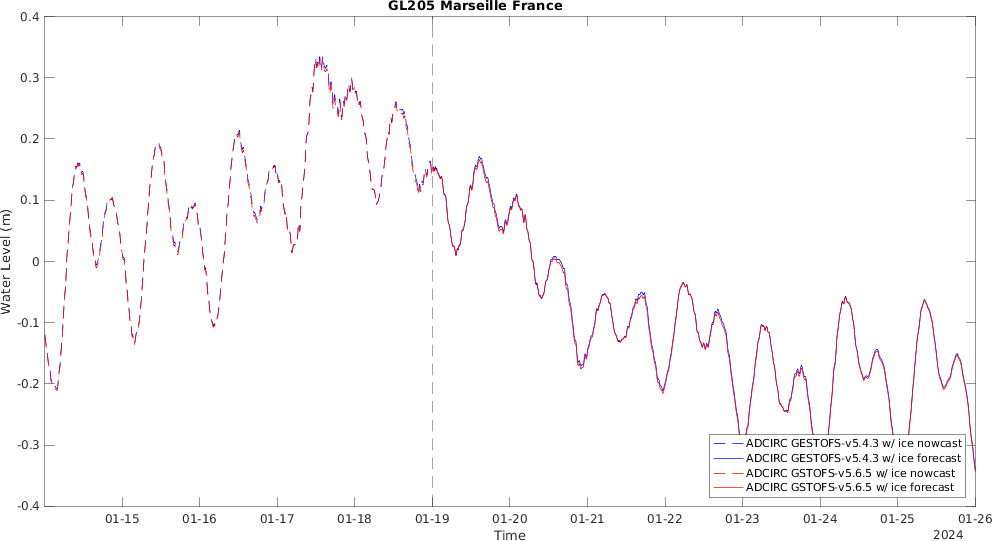 GL205 Marseille France
0.4
0.3
0.2
0.1
0
-0.1
-0.2
-0.3
-0.4
Water Level (m)
ADCIRC GESTOFS-v5.4.3 w/ ice nowcast
ADCIRC GESTOFS-v5.4.3 w/ ice forecast
ADCIRC GSTOFS-v5.6.5 w/ ice nowcast
ADCIRC GSTOFS-v5.6.5 w/ ice forecast
01-15 01-16 01-17 01-18 01-19 01-20 01-21 01-22 01-23 01-24 01-25 01-26
Time
2024